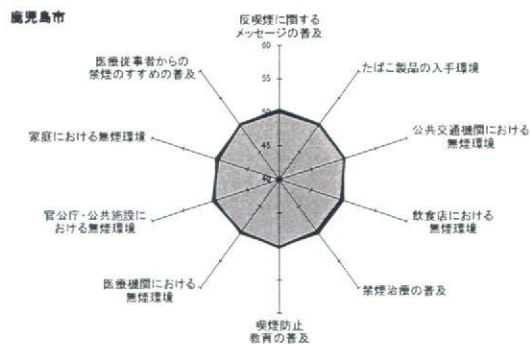 鹿児島市
反喫煙に関する
メッセージの普及
60
55
50
45
40
たばこ製品の入手環境
公共交通機関における
無煙環境
飲食店における
無煙環境
禁煙治療の普及
喫煙防止
教育の普及
医療機関における
無煙環境
官公庁・公共施設に
おける無煙環境
家庭における無煙環境
医療従事者からの
禁煙のすすめの普及